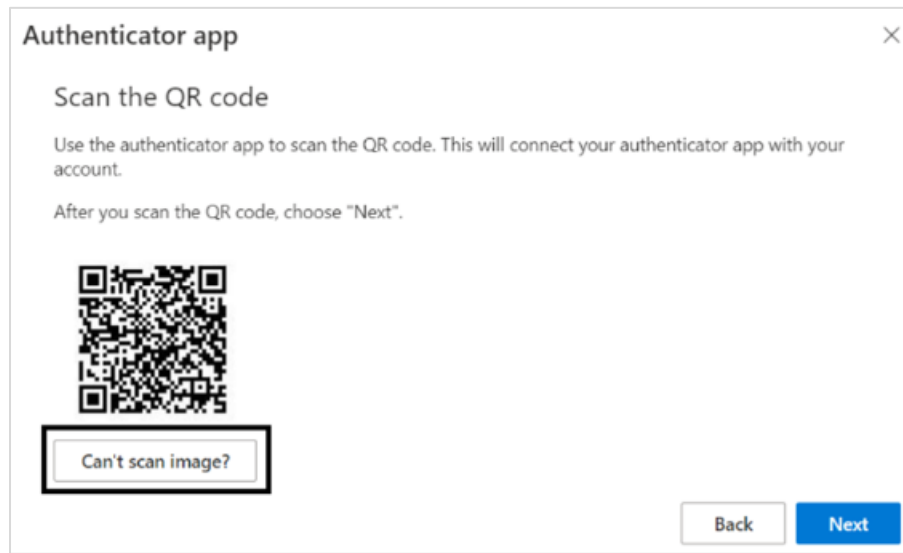 Authenticator app
Scan the QR code
Use the authenticator app to scan the QR code. This will connect your authenticator app with your
account.
After you scan the QR code, choose "Next".
Can't scan image?
Back Next